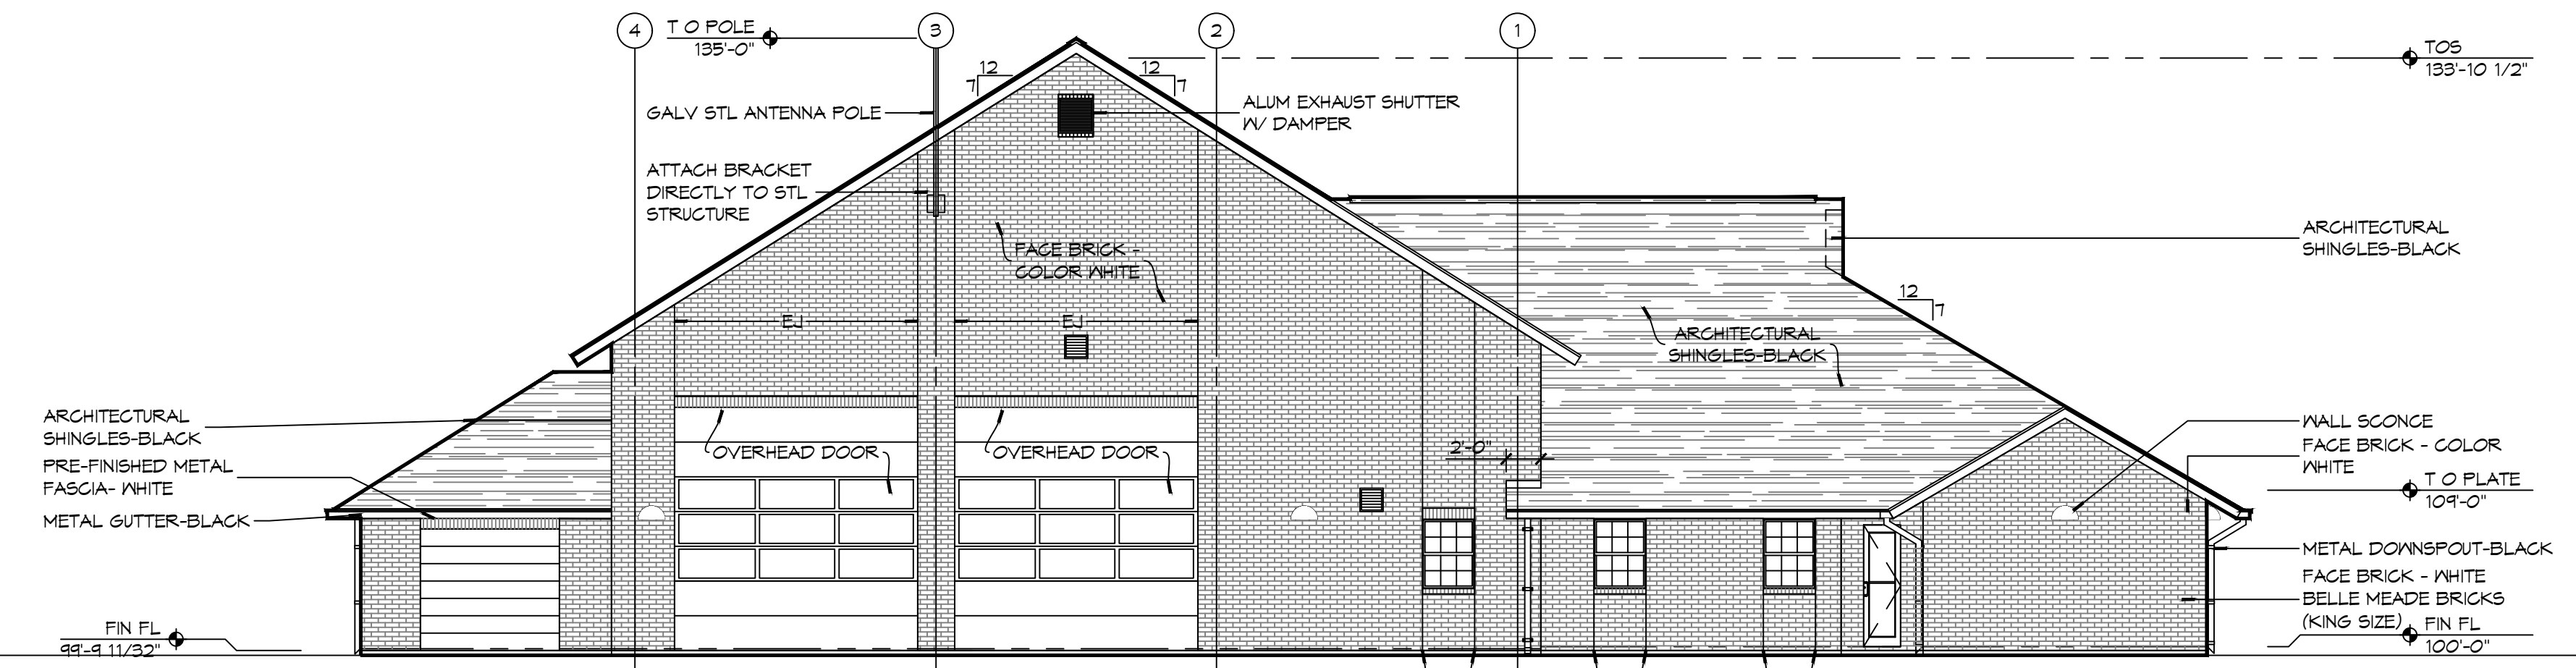 4
T O POLE
135'-0"
3
2
1
TOS
133'-10 1/2"
12
7
12
7
GALV STL ANTENNA POLE
ALUM EXHAUST SHUTTER
W/ DAMPER
ATTACH BRACKET
DIRECTLY TO STL
STRUCTURE
FACE BRICK -
COLOR WHITE
ARCHITECTURAL
SHINGLES-BLACK
12
7
EJ
EJ
ARCHITECTURAL
SHINGLES-BLACK
ARCHITECTURAL
SHINGLES-BLACK
PRE-FINISHED METAL
FASCIA- WHITE
METAL GUTTER-BLACK
OVERHEAD DOOR
OVERHEAD DOOR
2'-0"
WALL SCONCE
FACE BRICK - COLOR
WHITE
T O PLATE
109'-0"
METAL DOWNSPOUT-BLACK
FACE BRICK - WHITE
BELLE MEADE BRICKS
(KING SIZE)
FIN FL
100'-0"
FIN FL
99'-9 11/32"